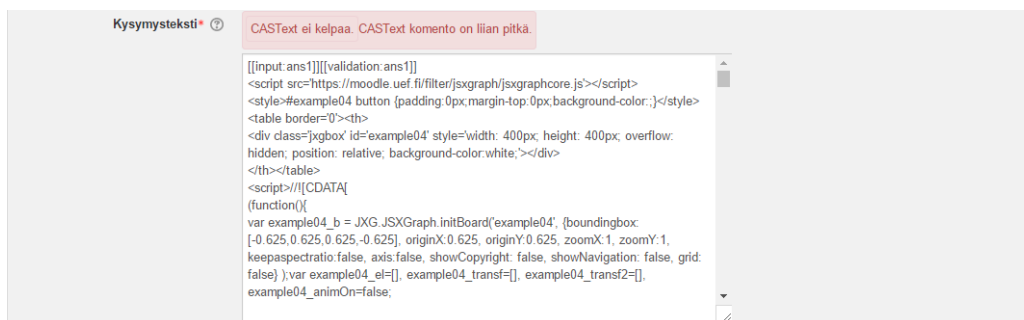 Kysymysteksti*
CASText ei kelpaa. CASText komento on liian pitkä.
[[input:ans1]][[validation:ans1]]
<script src='https://moodle.uef.fi/filter/jsxgraph/jsxgraphcore.js'></script>
<style>#example04 button {padding:0px;margin-top:0px;background-color:;}</style>
<table border='0'><th>
<div class='jxgbox' id='example04' style='width: 400px; height: 400px; overflow:
hidden; position: relative; background-color:white;'></div>
</th></table>
<script>//![CDATA[
(function(){
var example04_b = JXG.JSXGraph.initBoard('example04', {boundingbox:
[-0.625,0.625,0.625,-0.625], originX:0.625, originY:0.625, zoomX:1, zoomY:1,
keepaspectratio:false, axis:false, showCopyright: false, showNavigation: false, grid:
false} );var example04_el=[], example04_transf=[], example04_transf2=[],
example04_animOn=false;